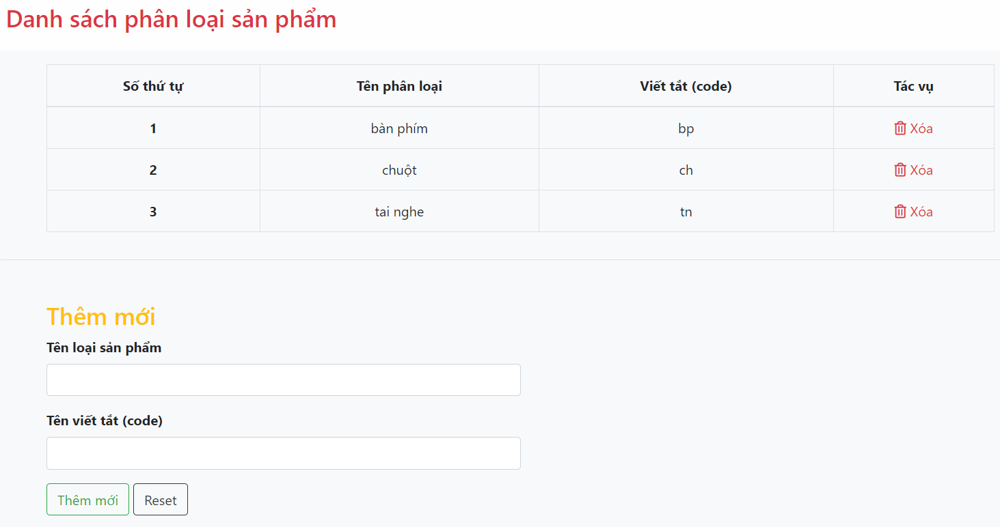 Danh sách phân loại sản phẩm
Số thứ tự Tên phân loại Viết tắt (code) Tác vụ
1 bàn phím bp Xóa
2 chuột ch Xóa
3 tai nghe tn Xóa
Thêm mới
Tên loại sản phẩm
Tên viết tắt (code)
Thêm mới Reset